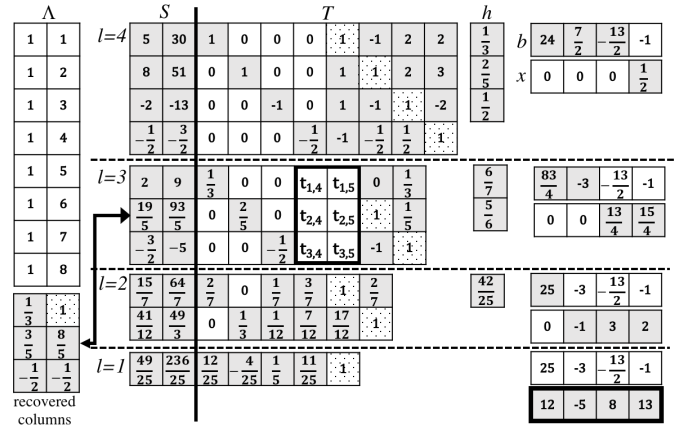 Λ
1 1
1 2
1 3
1 4
1 5
1 6
1 7
1 8
1/3 1
3/5 8/5
-1/2 -1/2
recovered
columns
S T h
l=4 5 30 1 0 0 0 1 -1 2 2
8 51 0 1 0 0 1 1 2 3
-2 -13 0 0 -1 0 1 -1 1 -2
-1/2 -3/2 0 0 0 -1/2 -1 -1/2 1/2 1
1/3
2/5
1/2
b 24 7/2 -13/2 -1
x 0 0 0 1/2
l=3 2 9 1/3 0 0 t1,4 t1,5 0 1/3
19/5 93/5 0 2/5 0 t2,4 t2,5 1 1/5
-3/2 -5 0 0 -1/2 t3,4 t3,5 -1 1
6/7
5/6
83/4 -3 -13/2 -1
0 0 13/4 15/4
l=2 15/7 64/7 2/7 0 1/7 3/7 1 2/7
41/12 49/3 0 1/3 1/12 7/12 17/12 1
42/25
25 -3 -13/2 -1
0 -1 3 2
l=1 49/25 236/25 12/25 -4/25 1/5 11/25 1
25 -3 -13/2 -1
12 -5 8 13